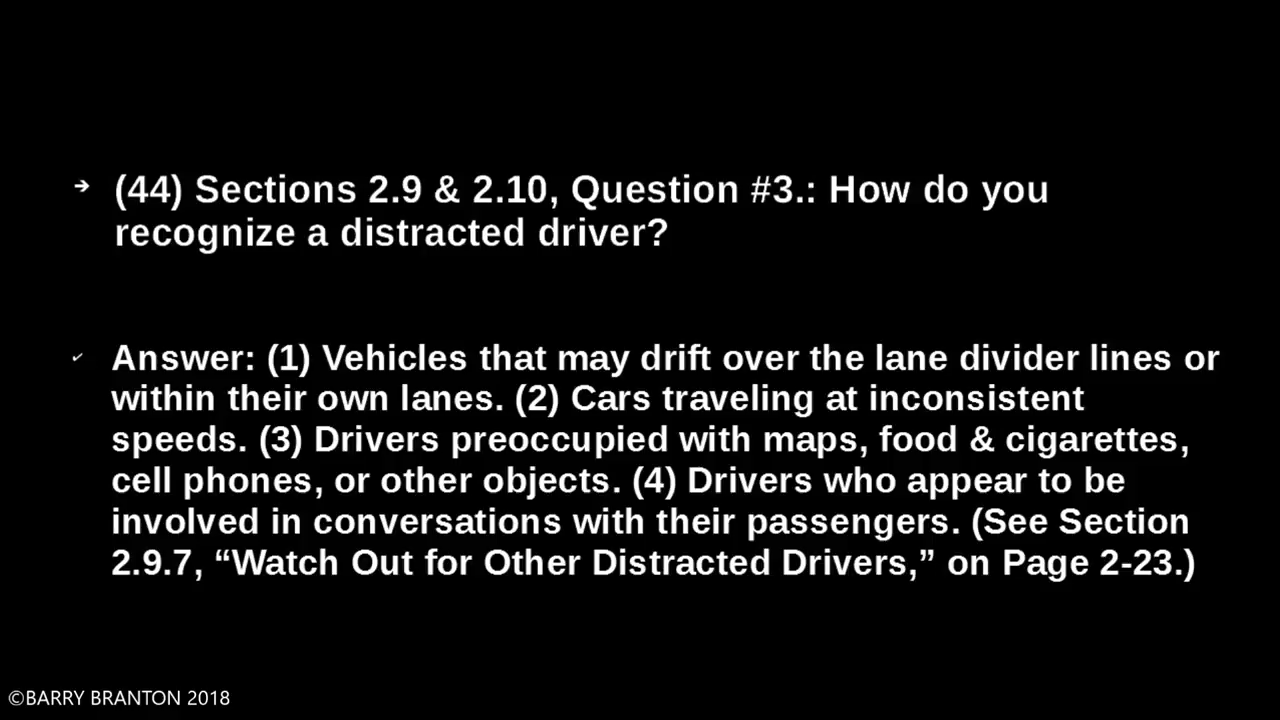 ➔ (44) Sections 2.9 & 2.10, Question #3.: How do you
recognize a distracted driver?
✓ Answer: (1) Vehicles that may drift over the lane divider lines or
within their own lanes. (2) Cars traveling at inconsistent
speeds. (3) Drivers preoccupied with maps, food & cigarettes,
cell phones, or other objects. (4) Drivers who appear to be
involved in conversations with their passengers. (See Section
2.9.7, “Watch Out for Other Distracted Drivers,” on Page 2-23.)
©BARRY BRANTON 2018